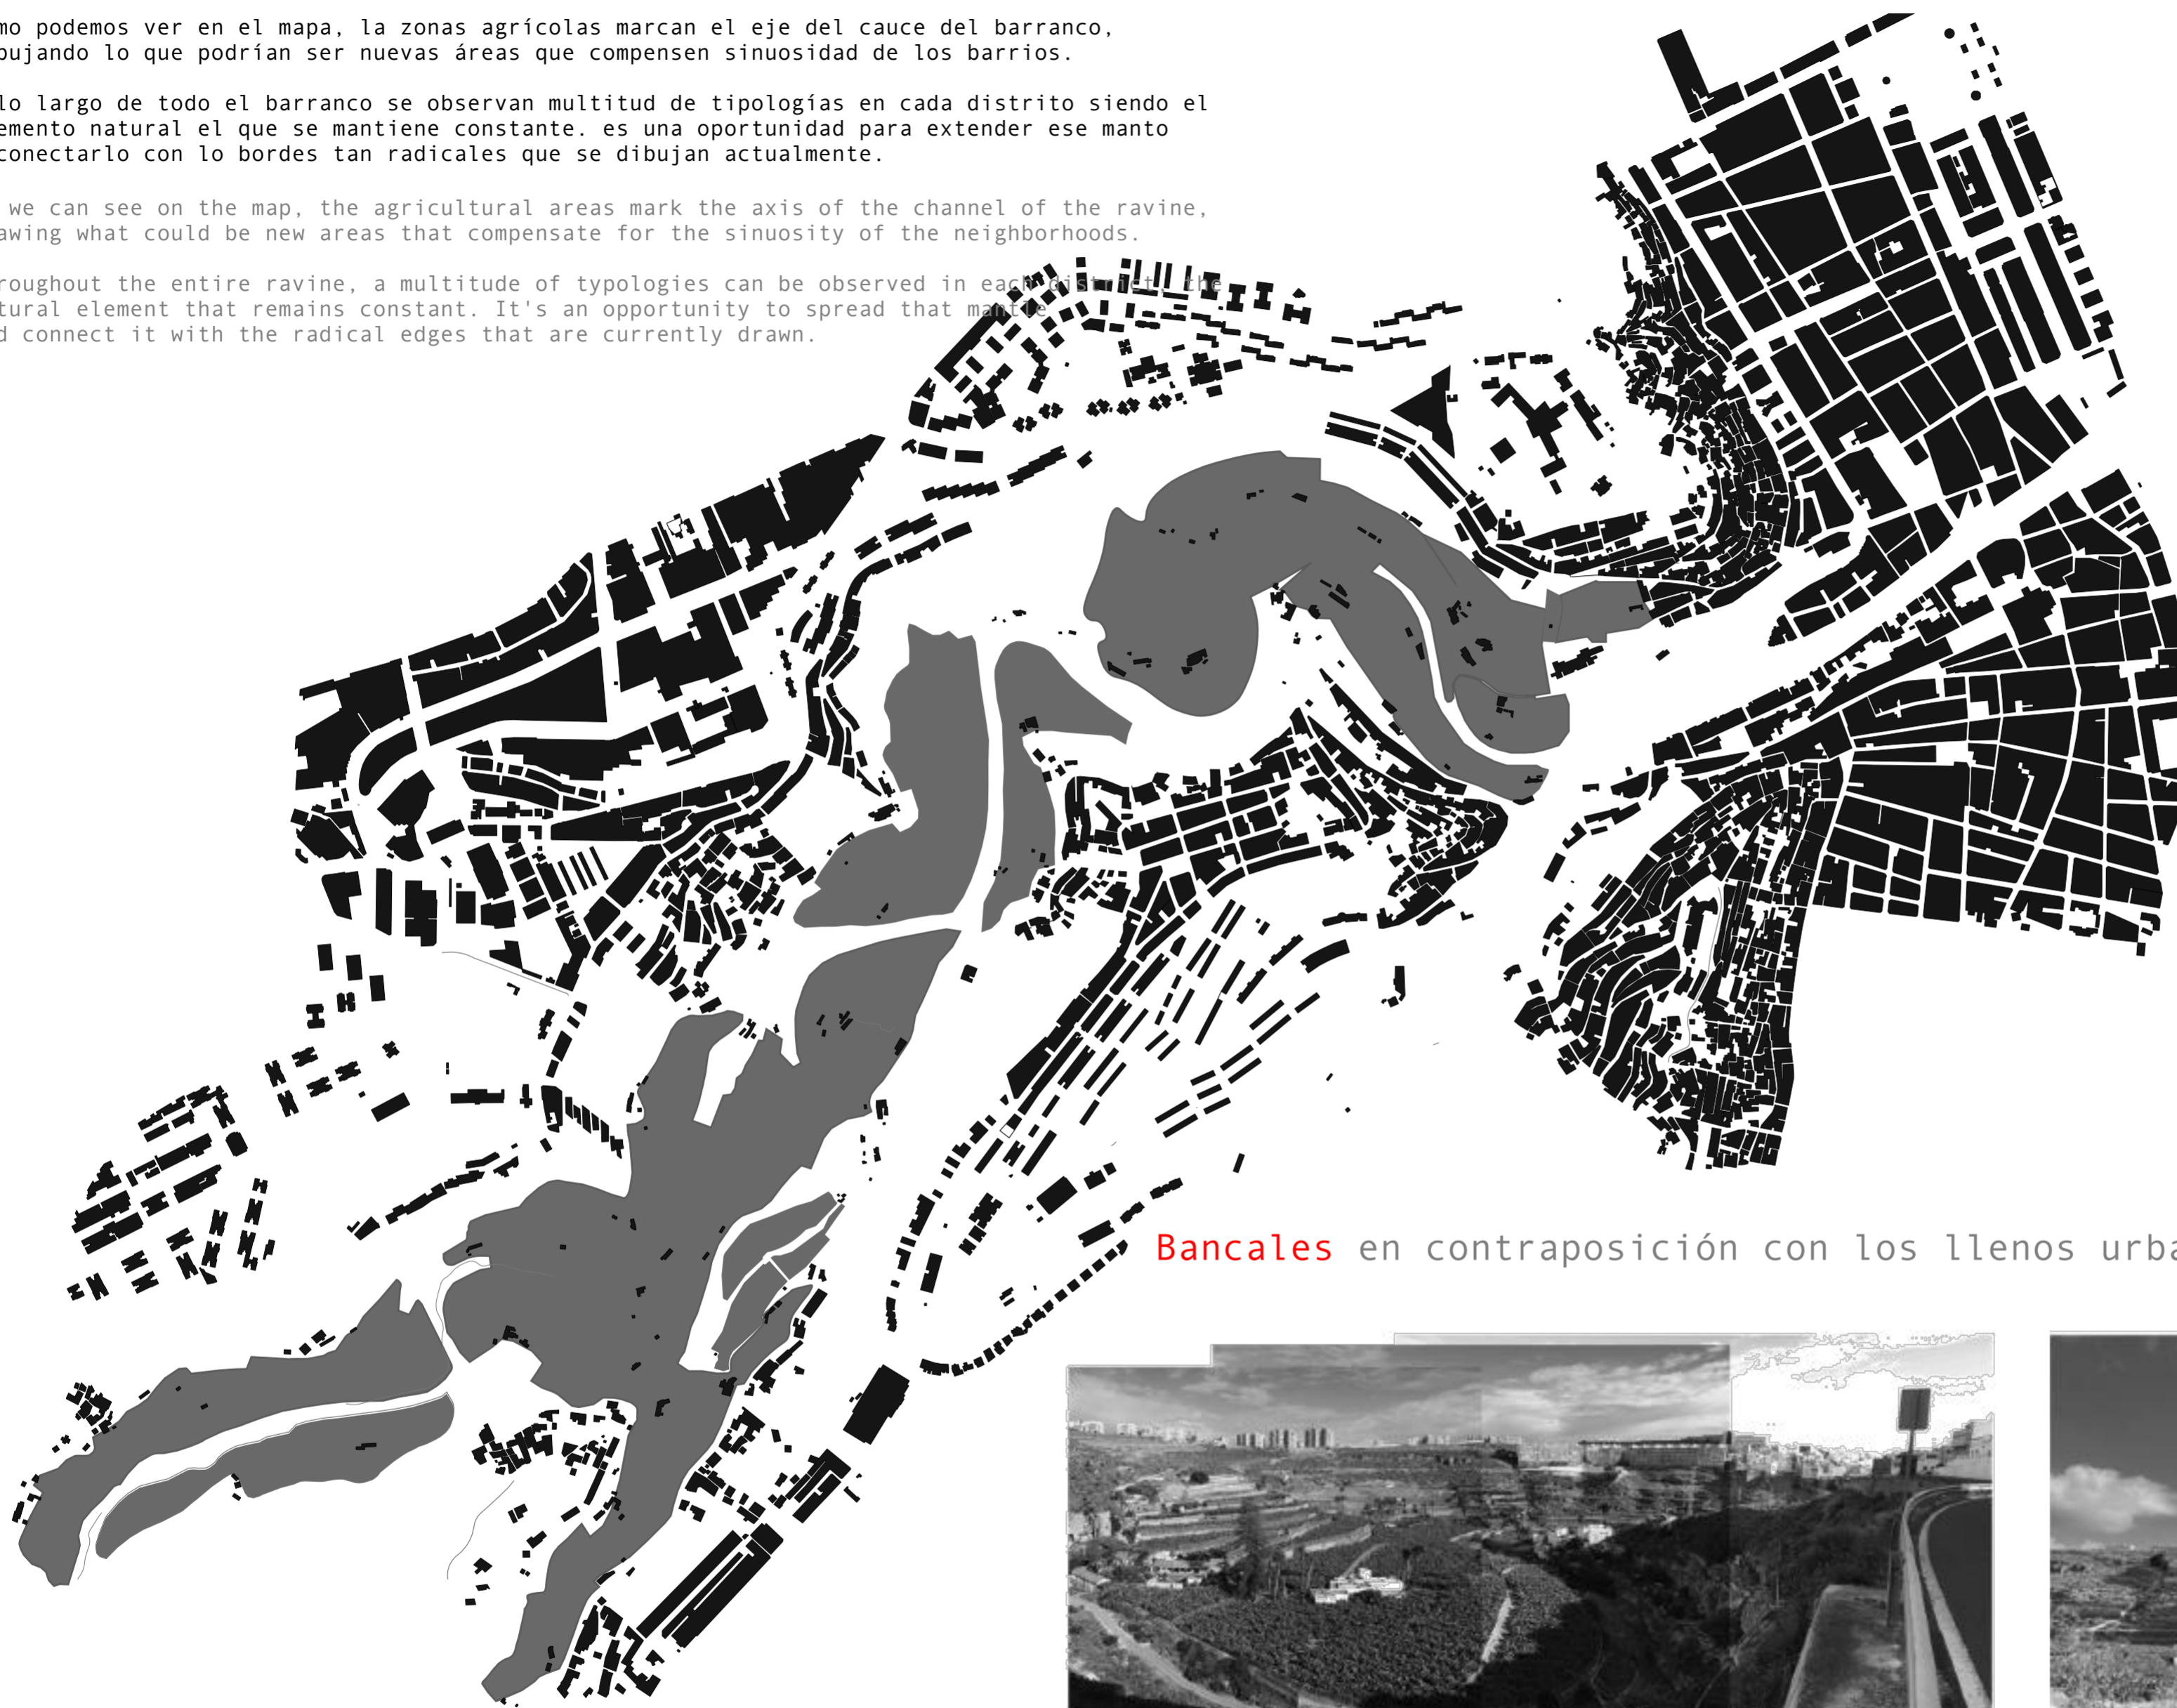 mo podemos ver en el mapa, la zonas agrícolas marcan el eje del cauce del barranco,
bujando lo que podrían ser nuevas áreas que compensen sinuosidad de los barrios.
lo largo de todo el barranco se observan multitud de tipologías en cada distrito siendo el
emento natural el que se mantiene constante. es una oportunidad para extender ese manto
conectarlo con lo bordes tan radicales que se dibujan actualmente.
we can see on the map, the agricultural areas mark the axis of the channel of the ravine,
awing what could be new areas that compensate for the sinuosity of the neighborhoods.
roughout the entire ravine, a multitude of typologies can be observed in each district, the
tural element that remains constant. It's an opportunity to spread that mantle
d connect it with the radical edges that are currently drawn.
Bancales en contraposición con los llenos urba